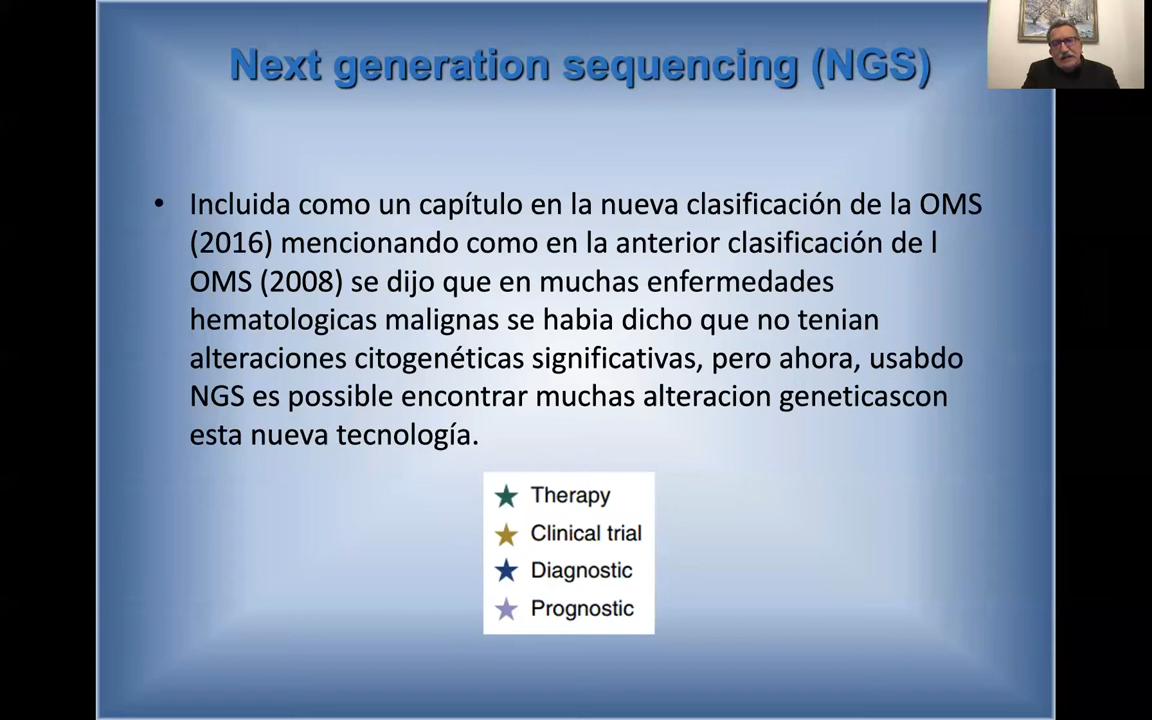 Next generation sequencing (NGS)
• Incluida como un capítulo en la nueva clasificación de la OMS
(2016) mencionando como en la anterior clasificación de l
OMS (2008) se dijo que en muchas enfermedades
hematologicas malignas se habia dicho que no tenian
alteraciones citogenéticas significativas, pero ahora, usabdo
NGS es possible encontrar muchas alteracion geneticascon
esta nueva tecnología.
Therapy
Clinical trial
Diagnostic
Prognostic